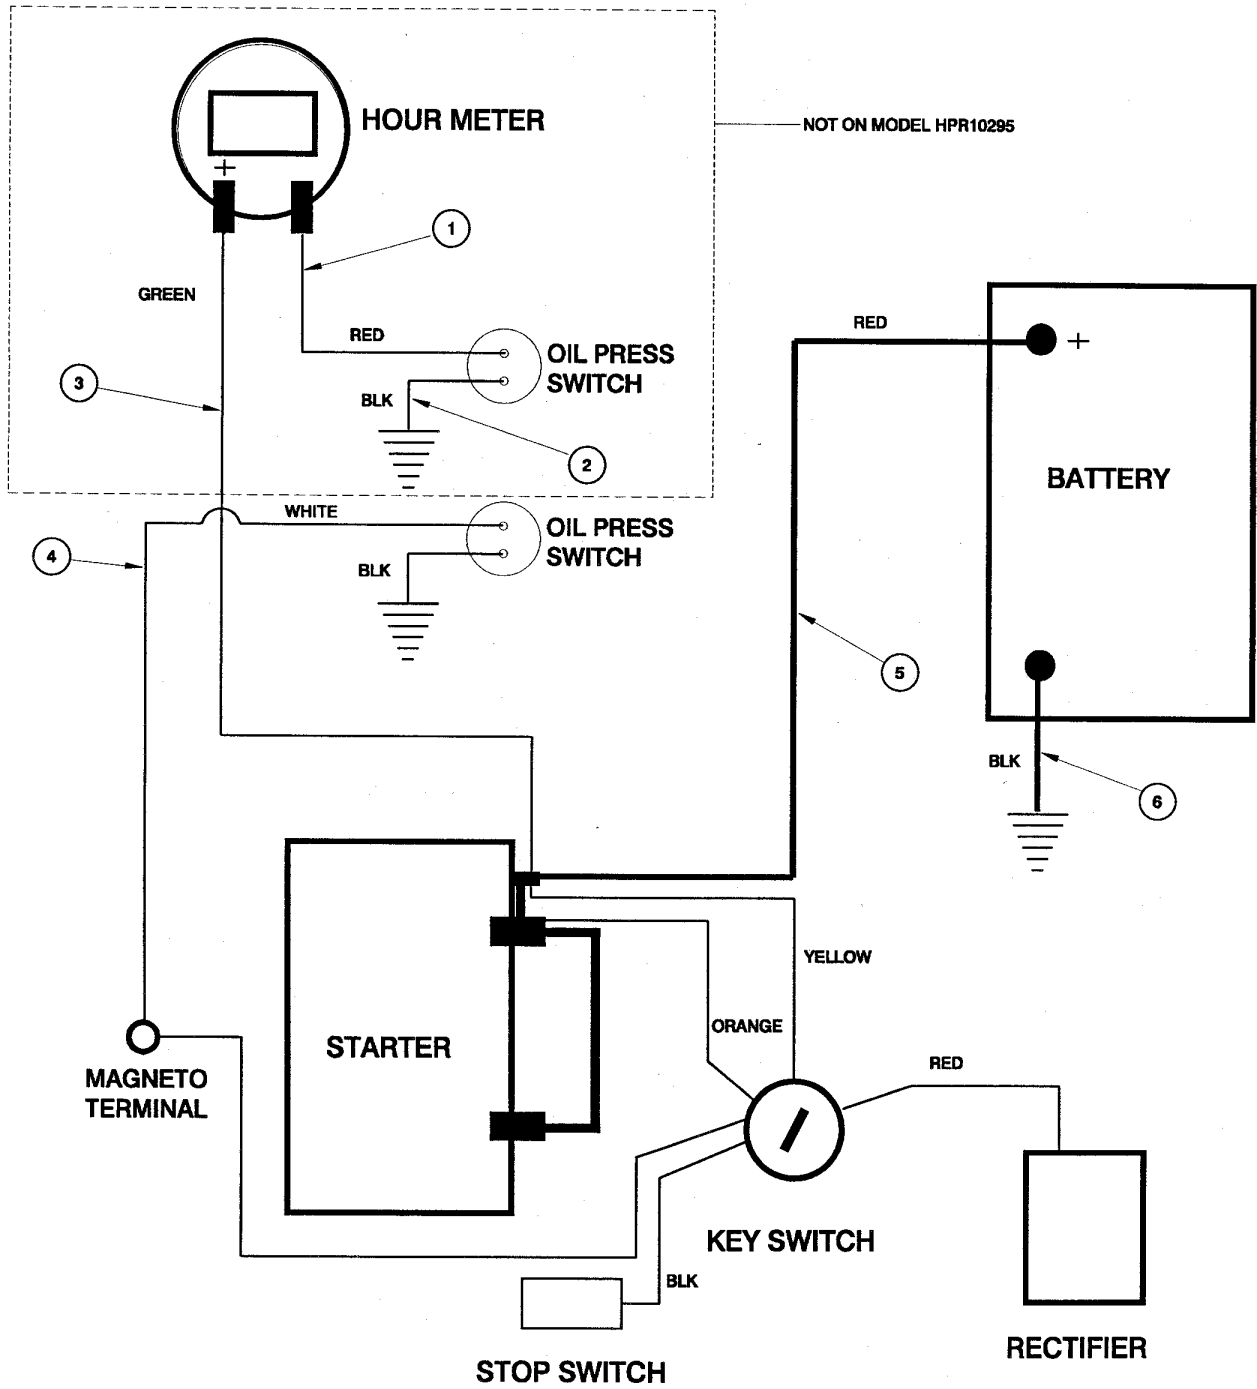 HOUR METER
NOT ON MODEL HPR10295
+
1
GREEN
RED
OIL PRESS
SWITCH
3
BLK
2
RED
+
BATTERY
WHITE
OIL PRESS
SWITCH
4
BLK
5
BLK
6
YELLOW
ORANGE
STARTER
RED
MAGNETO
TERMINAL
KEY SWITCH
BLK
RECTIFIER
STOP SWITCH